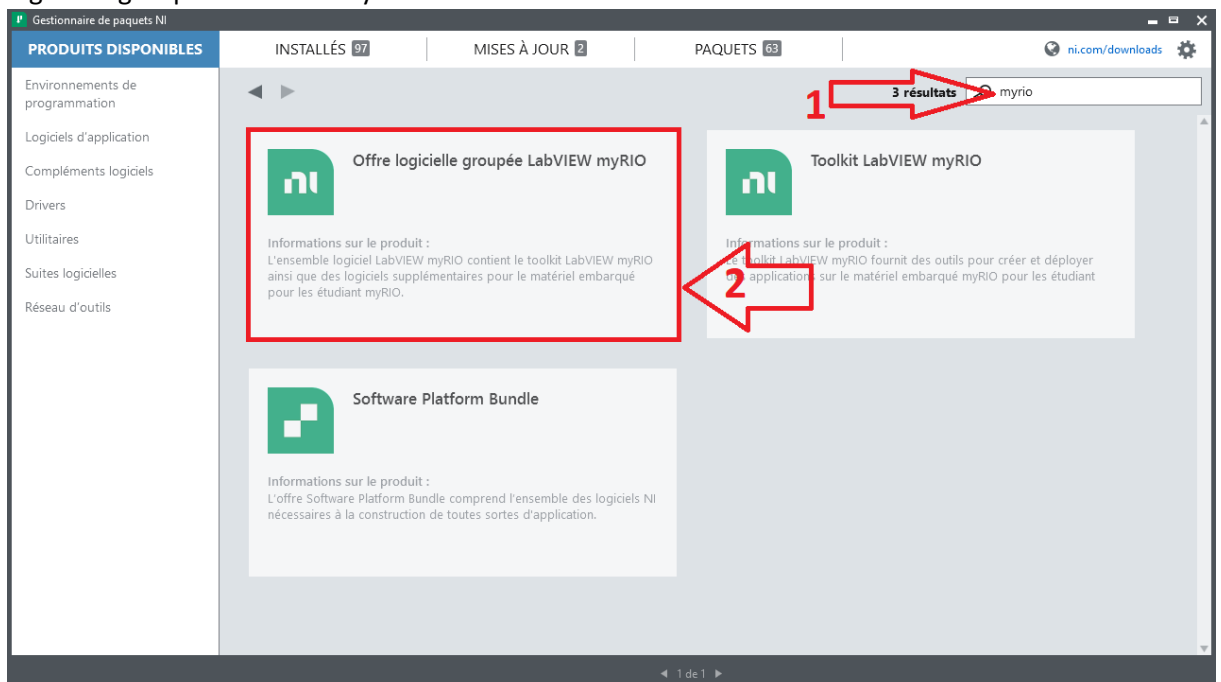 Gestionnaire de paquets NI
PRODUITS DISPONIBLES
INSTALLÉS 97
MISES À JOUR 2
PAQUETS 63
ni.com/downloads
Environnements de
programmation
Logiciels d'application
Compléments logiciels
Drivers
Utilitaires
Suites logicielles
Réseau d'outils
1
3 résultats
myrio
Offre logicielle groupée LabVIEW myRIO
Informations sur le produit :
L'ensemble logiciel LabVIEW myRIO contient le toolkit LabVIEW myRIO
ainsi que des logiciels supplémentaires pour le matériel embarqué
pour les étudiant myRIO.
2
Toolkit LabVIEW myRIO
Informations sur le produit :
Le toolkit LabVIEW myRIO fournit des outils pour créer et déployer
des applications sur le matériel embarqué myRIO pour les étudiant
Software Platform Bundle
Informations sur le produit :
L'offre Software Platform Bundle comprend l'ensemble des logiciels NI
nécessaires à la construction de toutes sortes d'application.
1 de 1